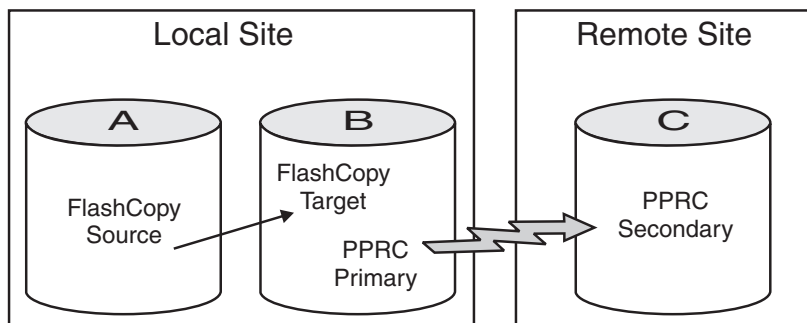 Local Site
Remote Site
A
B
C
FlashCopy
Source
FlashCopy
Target
PPRC
Primary
PPRC
Secondary